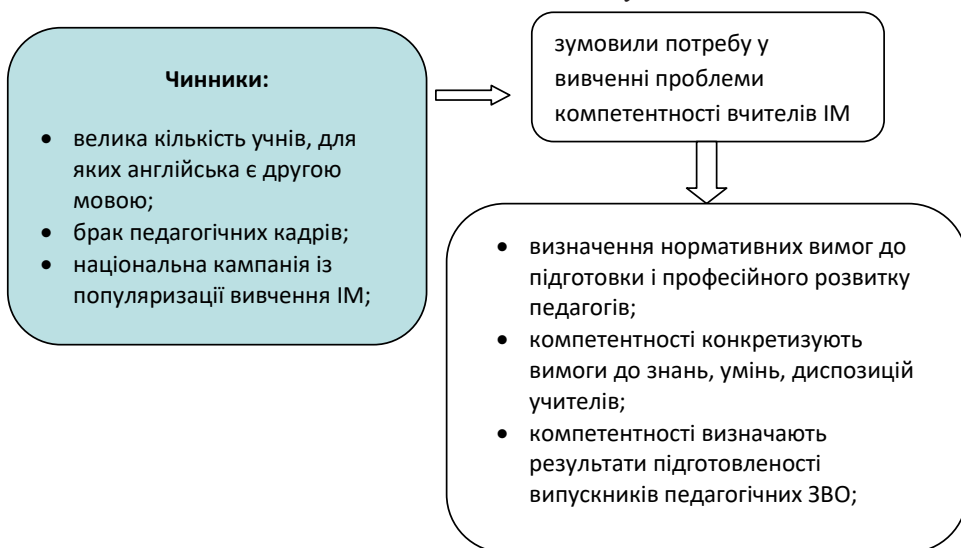 Чинники:
• велика кількість учнів, для
яких англійська є другою
мовою;
• брак педагогічних кадрів;
• національна кампанія із
популяризації вивчення ІМ;
зумовили потребу у
вивченні проблеми
компетентності вчителів ІМ
• визначення нормативних вимог до
підготовки і професійного розвитку
педагогів;
• компетентності конкретизують
вимоги до знань, умінь, диспозицій
учителів;
• компетентності визначають
результати підготовленості
випускників педагогічних ЗВО;